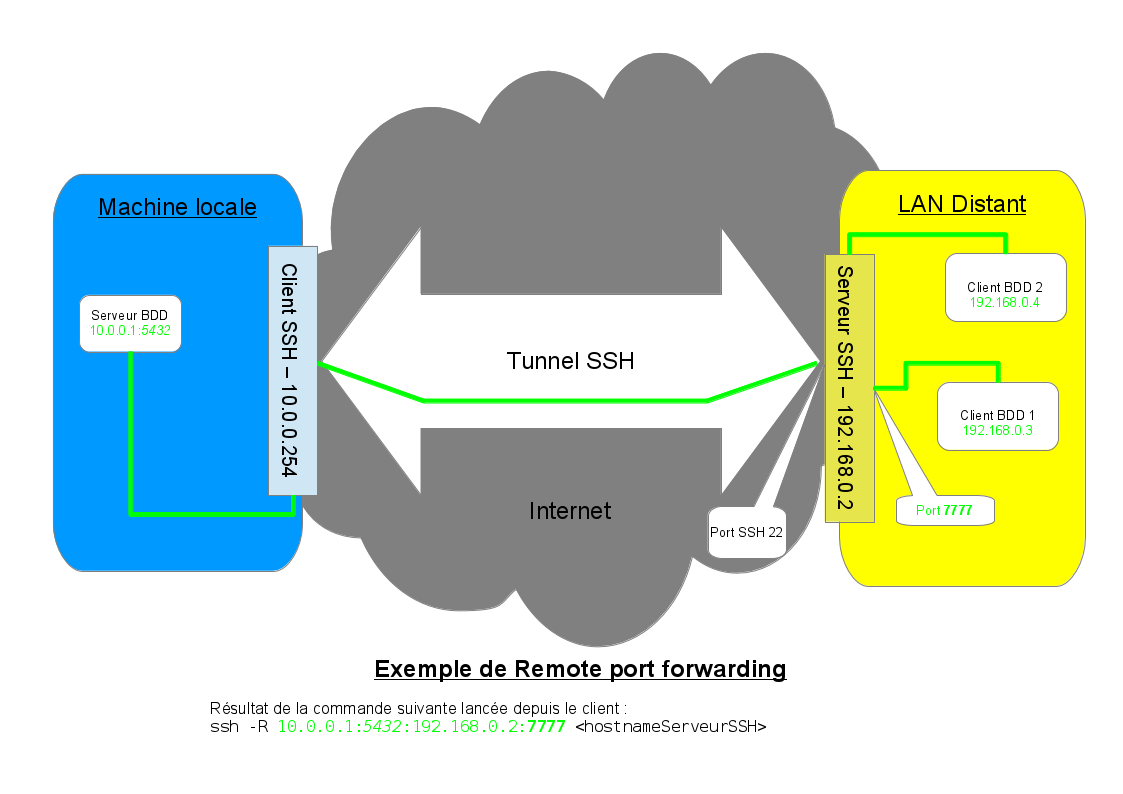 Machine locale
LAN Distant
Serveur BDD
10.0.0.1:5432
Client SSH – 10.0.0.254
Tunnel SSH
Internet
Port SSH 22
Serveur SSH – 192.168.0.2
Client BDD 2
192.168.0.4
Client BDD 1
192.168.0.3
Port 7777
Exemple de Remote port forwarding
Résultat de la commande suivante lancée depuis le client :
ssh -R 10.0.0.1:5432:192.168.0.2:7777 <hostnameServeurSSH>